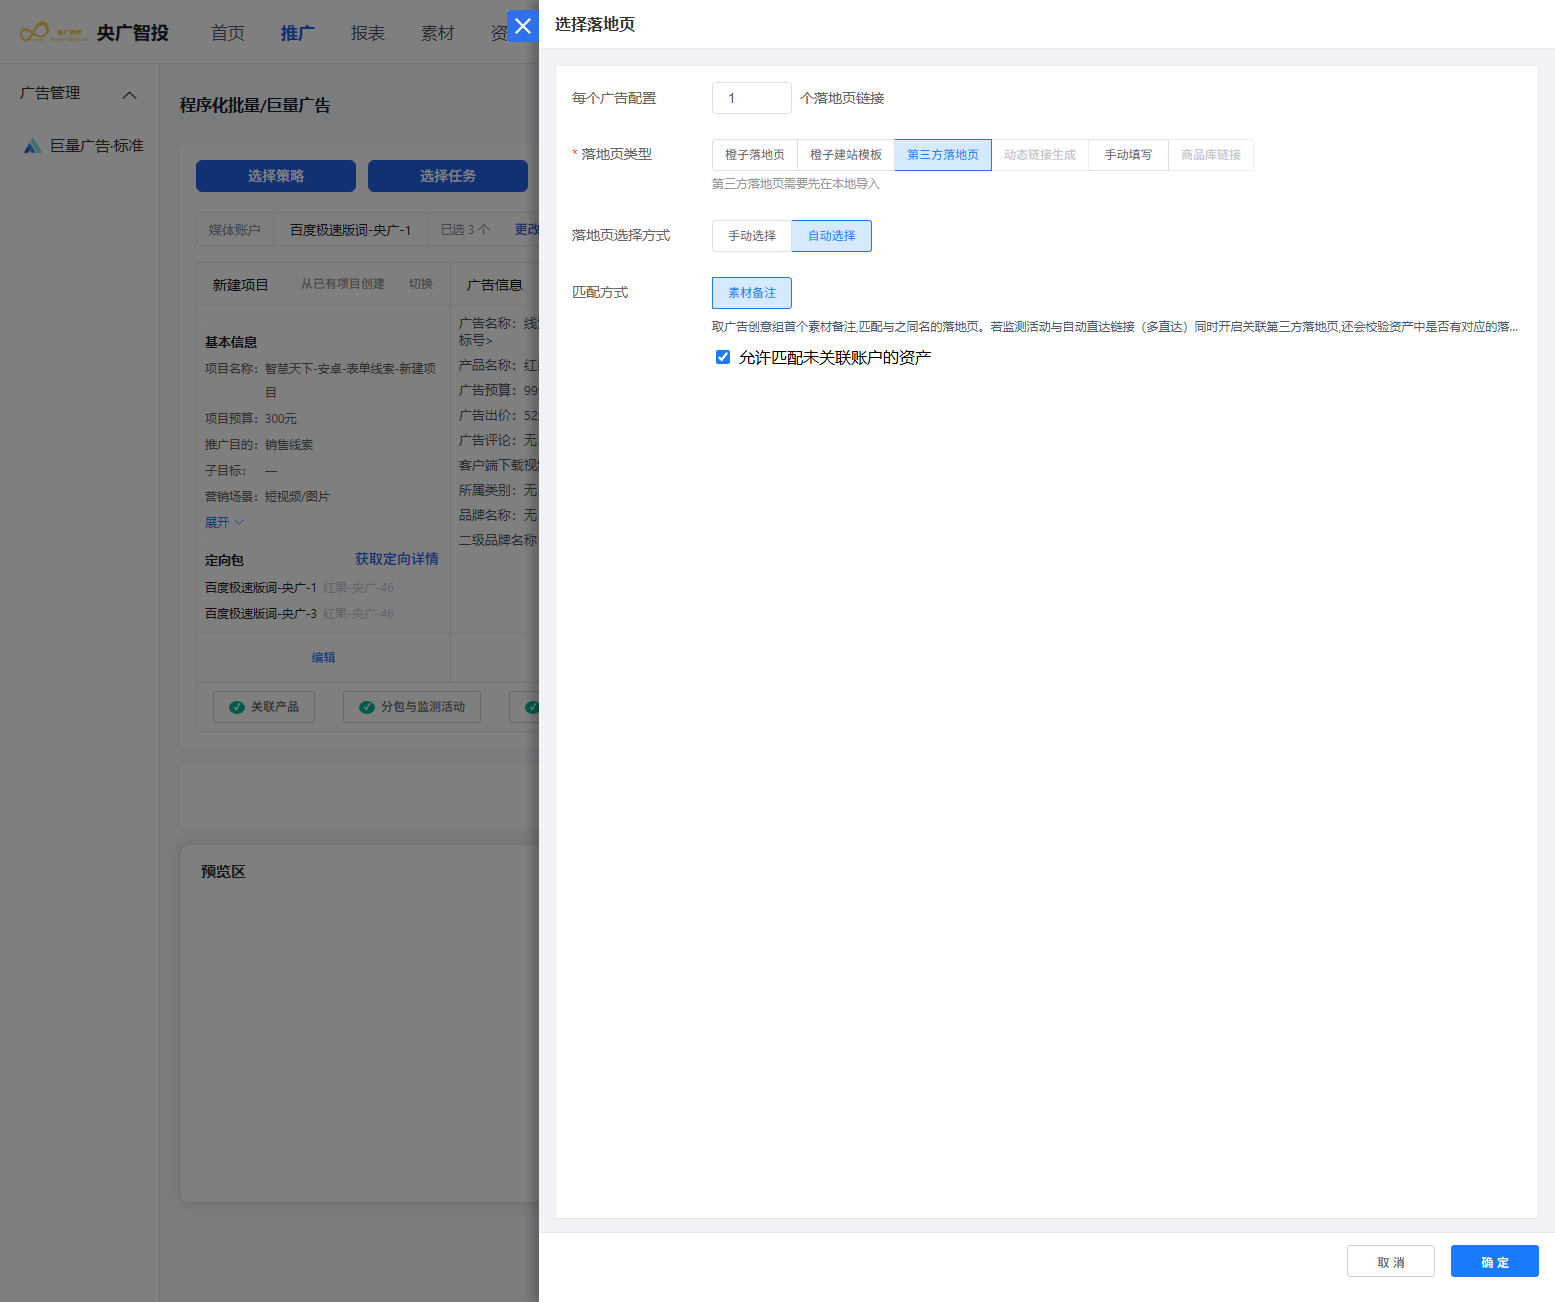 央广智投
首页
推广
报表
素材
资
选择落地页
广告管理
巨量广告·标准
程序化批量/巨量广告
选择策略
选择任务
媒体账户
百度极速版词-央广-1
已选 3 个
更改
新建项目
从已有项目创建
切换
广告信息
基本信息
项目名称：智慧天下-安卓-表单线索-新建项
目
项目预算：300元
推广目的：销售线索
子目标：—
营销场景：短视频/图片
展开
定向包
获取定向详情
百度极速版词-央广-1 红果-央广-46
百度极速版词-央广-3 红果-央广-46
编辑
广告名称：线
标号>
产品名称：红
广告预算：99
广告出价：52
广告评论：无
客户端下载视
所属类别：无
品牌名称：无
二级品牌名称
关联产品
分包与监测活动
预览区
每个广告配置
1
个落地页链接
* 落地页类型
橙子落地页
橙子建站模板
第三方落地页
动态链接生成
手动填写
商品库链接
第三方落地页需要先在本地导入
落地页选择方式
手动选择
自动选择
匹配方式
素材备注
取广告创意组首个素材备注,匹配与之同名的落地页。若监测活动与自动直达链接（多直达）同时开启关联第三方落地页,还会校验资产中是否有对应的落...
允许匹配未关联账户的资产
取 消
确 定